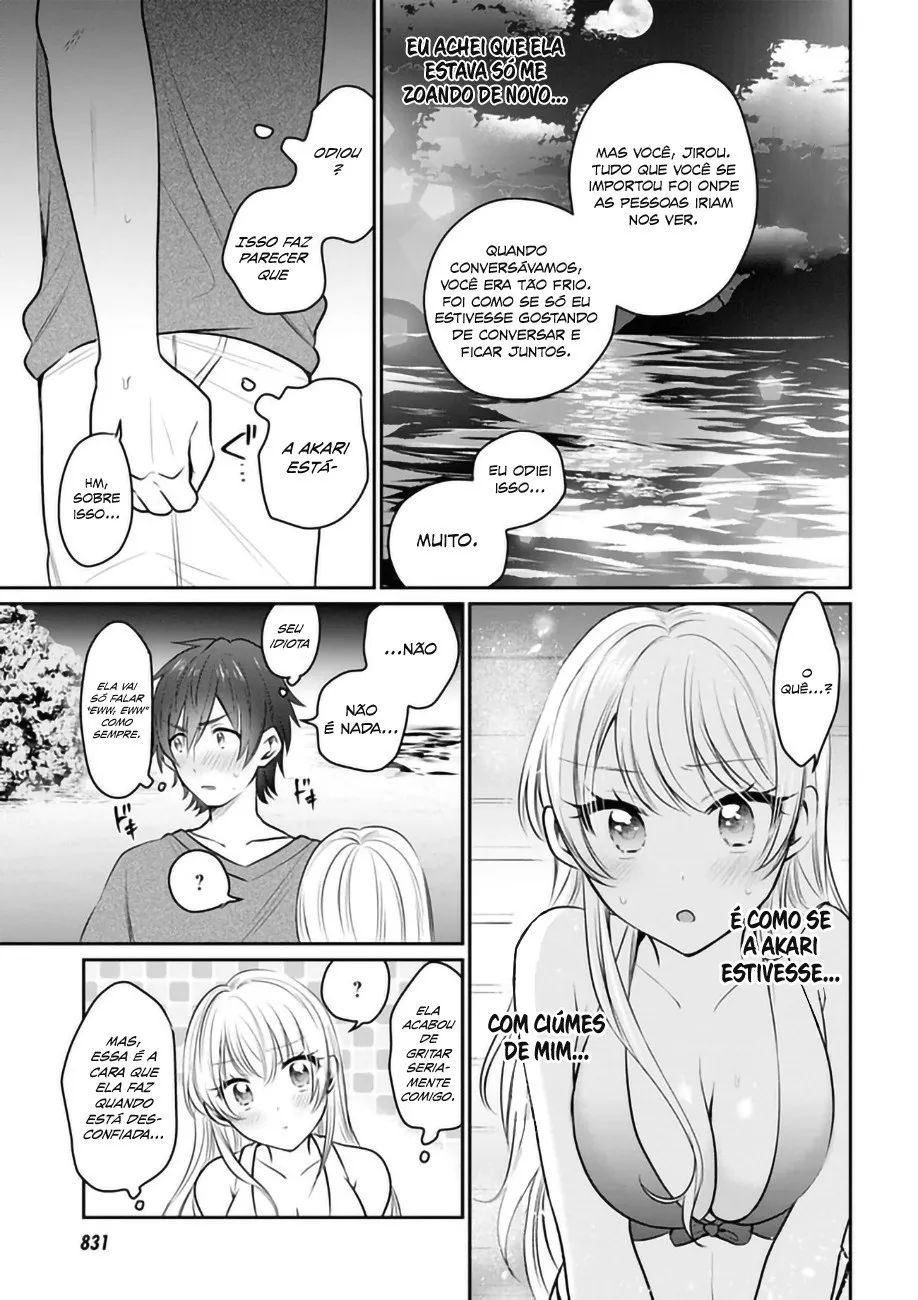 EU ACHEI QUE ELA
ESTAVA SÓ ME
ZOANDO DE NOVO...
MAS VOCÊ, JIROU.
TUDO QUE VOCÊ SE
IMPORTOU FOI ONDE
AS PESSOAS IRIAM
NOS VER.
QUANDO
CONVERSÁVAMOS,
VOCÊ ERA TÃO FRIO.
FOI COMO SE SÓ EU
ESTIVESSE GOSTANDO
DE CONVERSAR E
FICAR JUNTOS.
EU ODIEI
ISSO...
MUITO.
ODIOU
?
ISSO FAZ
PARECER
QUE
A AKARI
ESTÁ-
HM,
SOBRE
ISSO...
O
QUÊ...?
É COMO SE
A AKARI
ESTIVESSE...
COM CIÚMES
DE MIM...
...NÃO
NÃO
É NADA...
SEU
IDIOTA
ELA VAI
SÓ FALAR
"EWW, EWW"
COMO
SEMPRE.
ドキ
ドキ
?
?
ELA
ACABOU
DE
GRITAR
SERIA-
MENTE
COMIGO.
MAS,
ESSA É A
CARA QUE
ELA FAZ
QUANDO
ESTÁ DES-
CONFIADA...
831